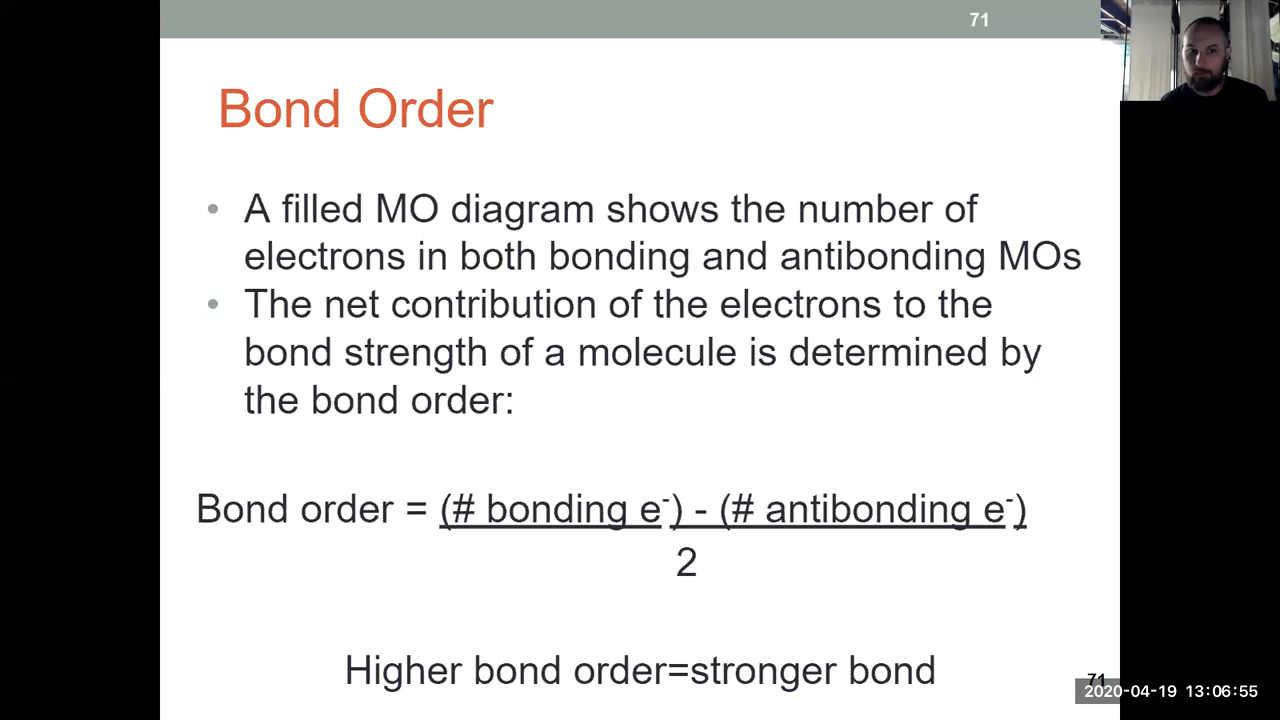 71
Bond Order
• A filled MO diagram shows the number of
electrons in both bonding and antibonding MOs
• The net contribution of the electrons to the
bond strength of a molecule is determined by
the bond order:
Bond order = (# bonding e⁻) - (# antibonding e⁻)
2
Higher bond order=stronger bond
71
2020-04-19 13:06:55